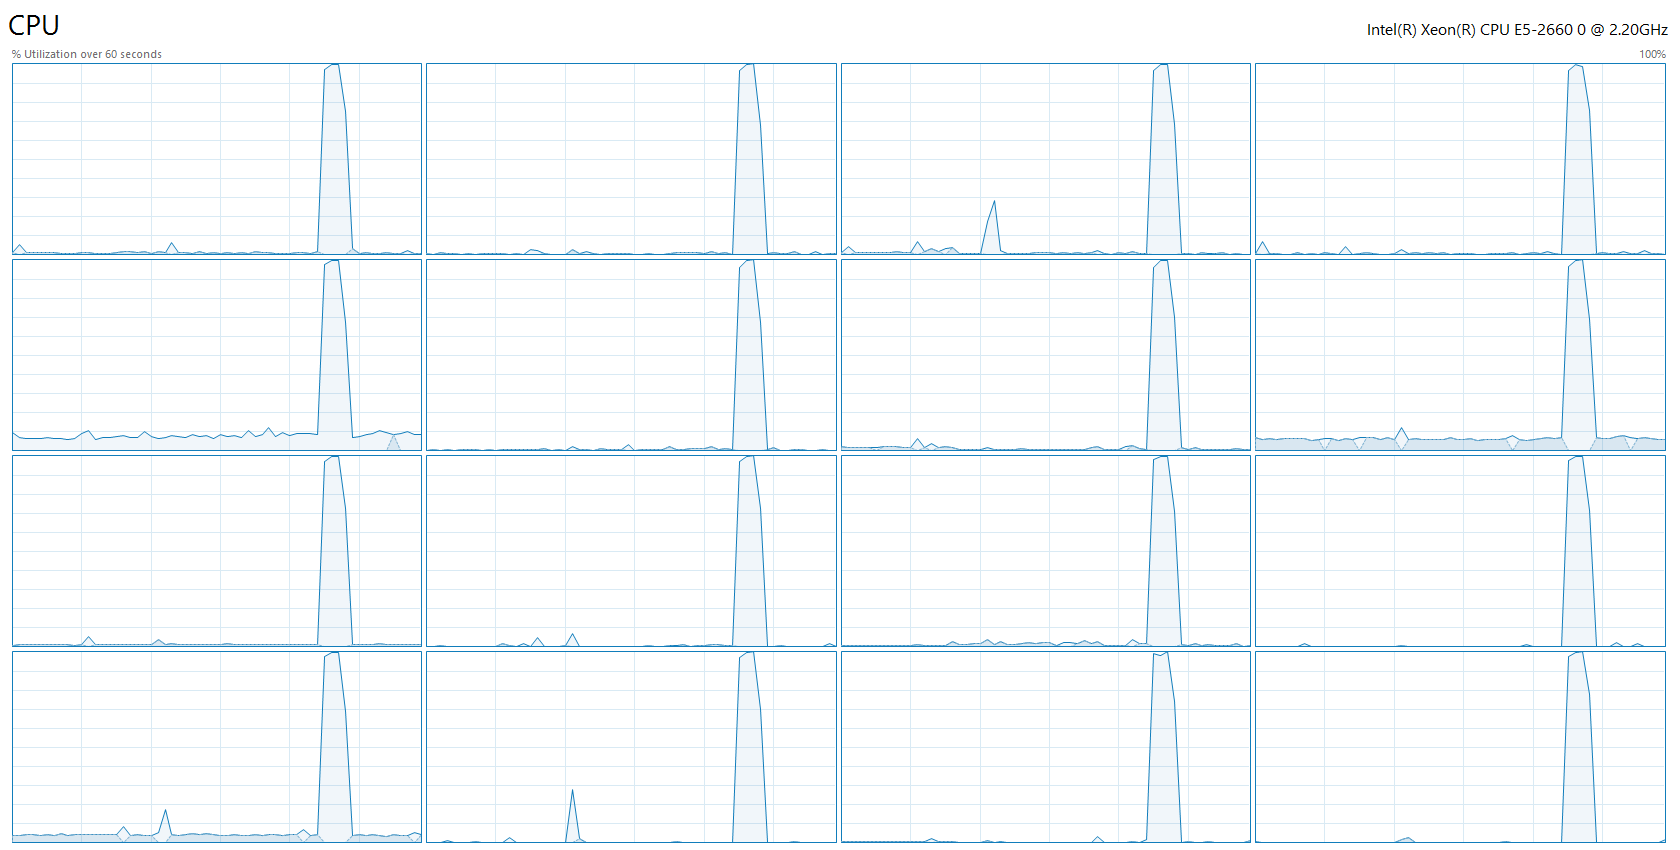 CPU
Intel(R) Xeon(R) CPU E5-2660 0 @ 2.20GHz
% Utilization over 60 seconds
100%